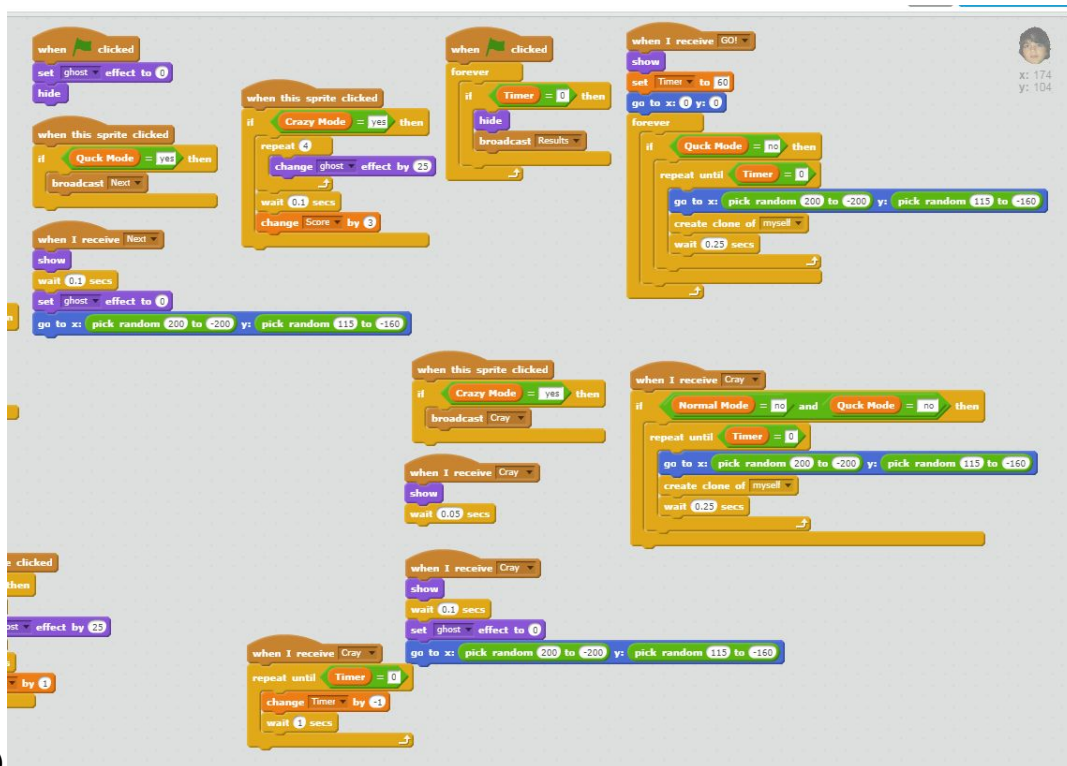 when clicked
set ghost effect to 0
hide
when this sprite clicked
if Quck Mode = yes then
broadcast Next
when I receive Next
show
wait 0.1 secs
set ghost effect to 0
go to x: pick random 200 to -200 y: pick random 115 to -160
when this sprite clicked
if Crazy Mode = yes then
repeat 4
change ghost effect by 25
wait 0.1 secs
change Score by 3
when clicked
forever
if Timer = 0 then
hide
broadcast Results
when I receive GO!
show
set Timer to 60
go to x: 0 y: 0
forever
if Quck Mode = no then
repeat until Timer = 0
go to x: pick random 200 to -200 y: pick random 115 to -160
create clone of myself
wait 0.25 secs
x: 174
y: 104
when this sprite clicked
if Crazy Mode = yes then
broadcast Cray
when I receive Cray
show
wait 0.05 secs
when I receive Cray
if Normal Mode = no and Quck Mode = no then
repeat until Timer = 0
go to x: pick random 200 to -200 y: pick random 115 to -160
create clone of myself
wait 0.25 secs
when I receive Cray
show
wait 0.1 secs
set ghost effect to 0
go to x: pick random 200 to -200 y: pick random 115 to -160
when I receive Cray
repeat until Timer = 0
change Timer by -1
wait 1 secs
clicked
then
effect by 25
by 1